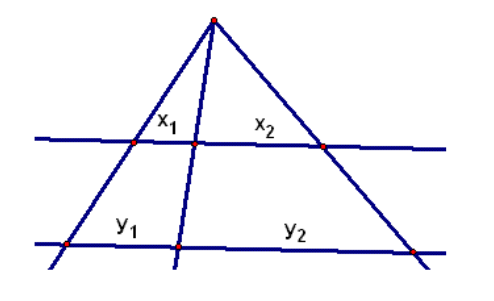 x₁ x₂
y₁ y₂